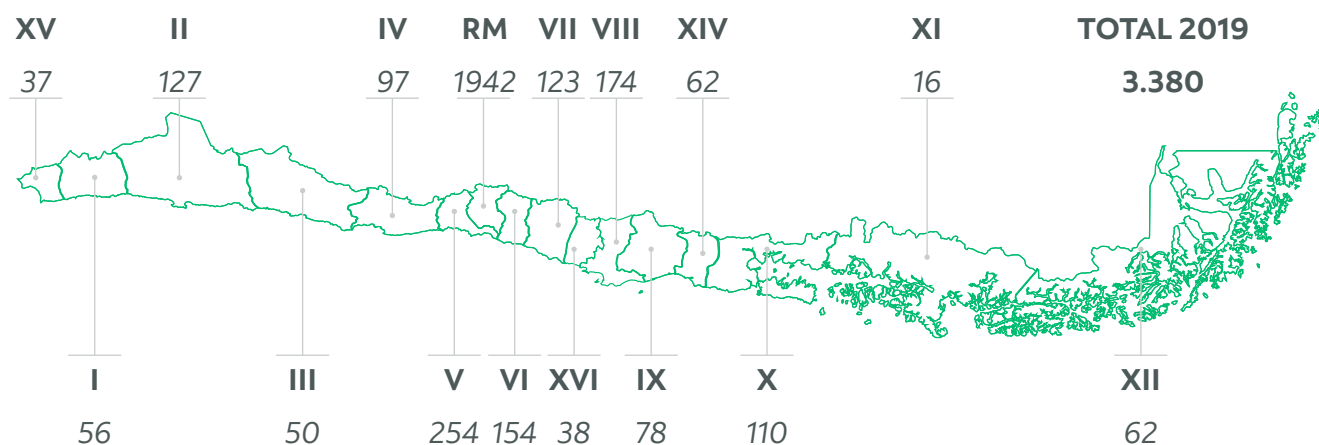 XV II IV RM VII VIII XIV XI TOTAL 2019
37 127 97 1942 123 174 62 16 3.380
I III V VI XVI IX X XII
56 50 254 154 38 78 110 62